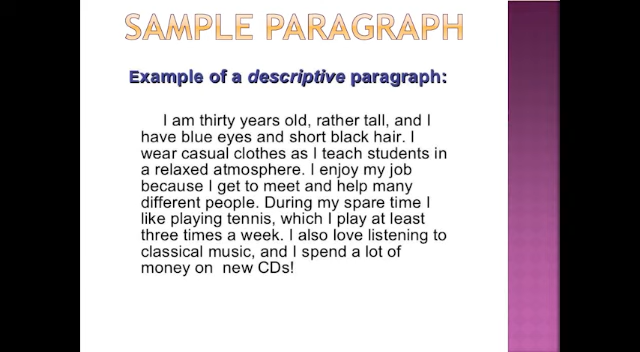 SAMPLE PARAGRAPH
Example of a descriptive paragraph:
I am thirty years old, rather tall, and I
have blue eyes and short black hair. I
wear casual clothes as I teach students in
a relaxed atmosphere. I enjoy my job
because I get to meet and help many
different people. During my spare time I
like playing tennis, which I play at least
three times a week. I also love listening to
classical music, and I spend a lot of
money on new CDs!